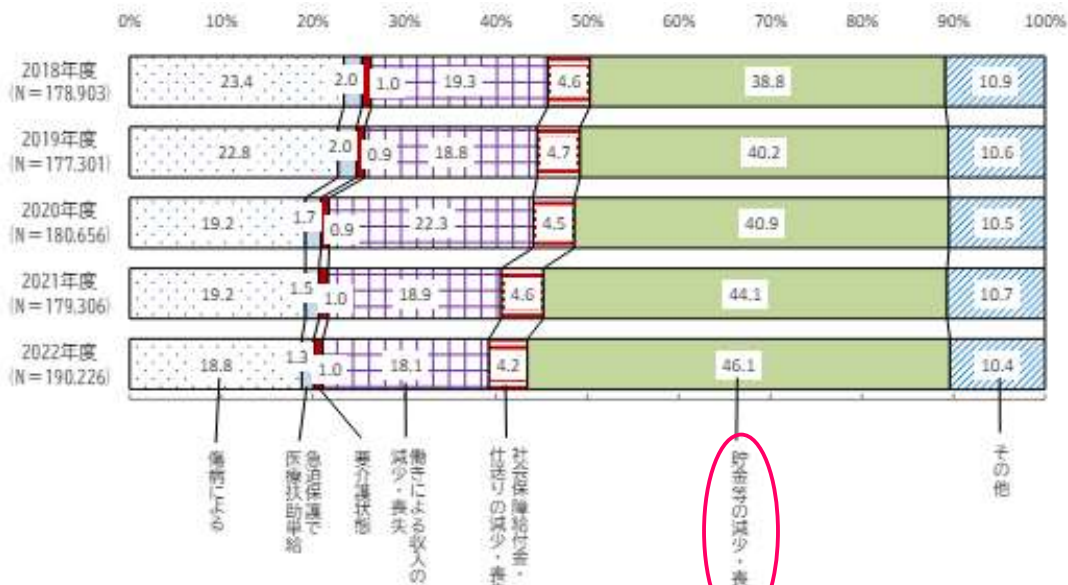 0% 10% 20% 30% 40% 50% 60% 70% 80% 90% 100%
2018年度
(N=178.903)
23.4 2.0 1.0 19.3 4.6 38.8 10.9
2019年度
(N=177.301)
22.8 2.0 0.9 18.8 4.7 40.2 10.6
2020年度
(N=180.656)
19.2 1.7 0.9 22.3 4.5 40.9 10.5
2021年度
(N=179.306)
19.2 1.5 1.0 18.9 4.6 44.1 10.7
2022年度
(N=190.226)
18.8 1.3 1.0 18.1 4.2 46.1 10.4
傷病による
急迫保護で
医療扶助単給
要介護状態
働きによる収入の
減少・喪失
社会保障給付金・
仕送りの減少・喪
貯金等の減少・喪
その他